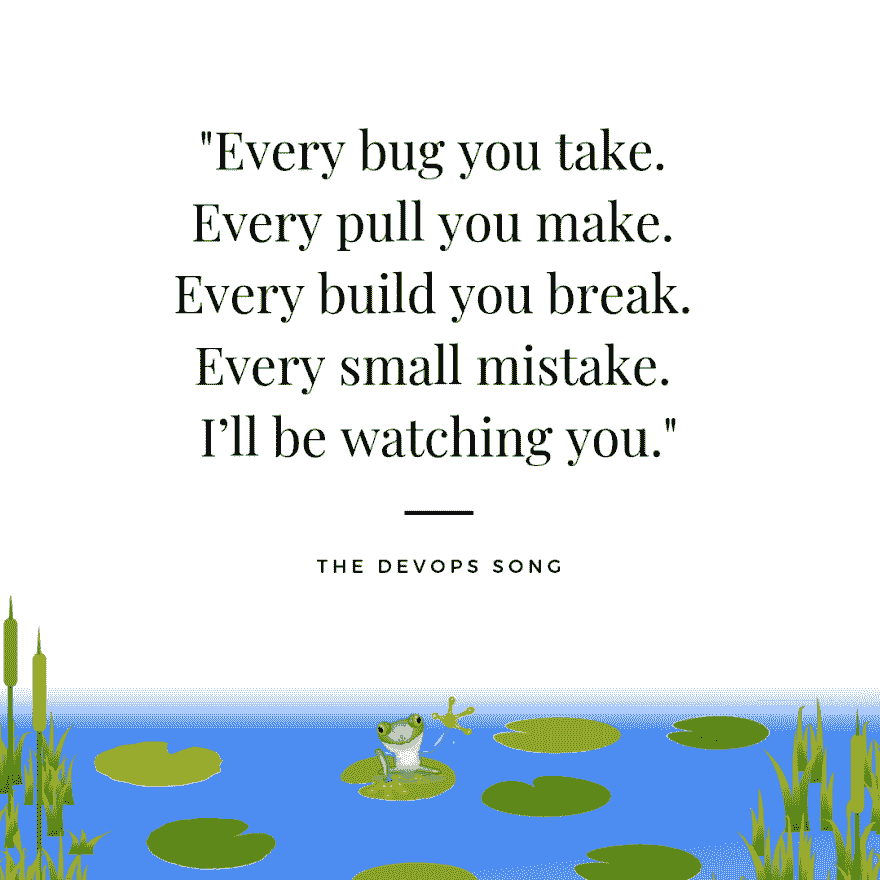 "Every bug you take.
Every pull you make.
Every build you break.
Every small mistake.
I’ll be watching you."
THE DEVOPS SONG